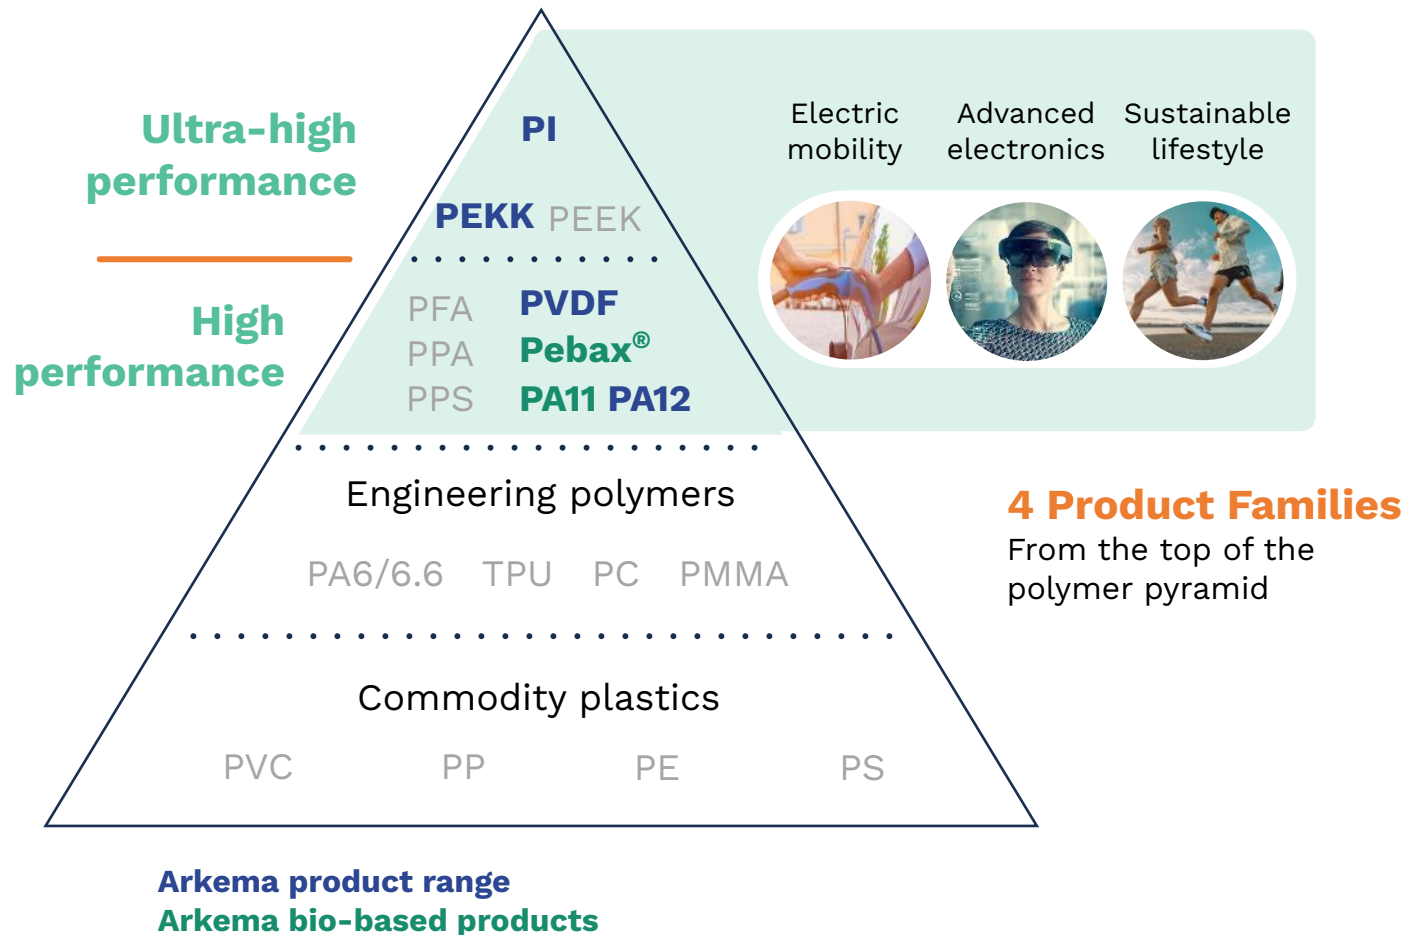 Ultra-high
performance
High
performance
PI
PEKK PEEK
PFA PVDF
PPA Pebax®
PPS PA11 PA12
Engineering polymers
PA6/6.6 TPU PC PMMA
Commodity plastics
PVC PP PE PS
Electric
mobility
Advanced
electronics
Sustainable
lifestyle
4 Product Families
From the top of the
polymer pyramid
Arkema product range
Arkema bio-based products